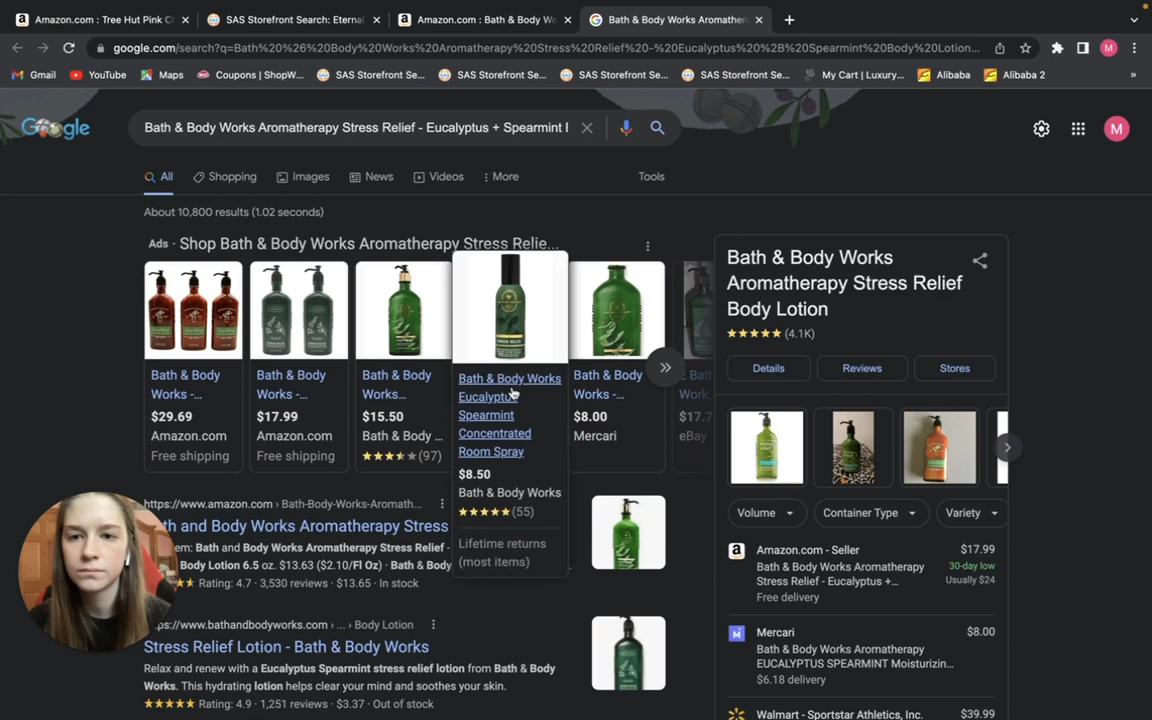 Amazon.com : Tree Hut Pink C
SAS Storefront Search: Eternal
Amazon.com : Bath & Body Wo
Bath & Body Works Aromather
google.com/search?q=Bath%20%26%20Body%20Works%20Aromatherapy%20Stress%20Relief%20-%20Eucalyptus%20%2B%20Spearmint%20Body%20Lotion...
M
Gmail
YouTube
Maps
Coupons | ShopW...
SAS Storefront Se...
SAS Storefront Se...
SAS Storefront Se...
SAS Storefront Se...
My Cart | Luxury...
Alibaba
Alibaba 2
»
Google
Bath & Body Works Aromatherapy Stress Relief - Eucalyptus + Spearmint
M
All
Shopping
Images
News
Videos
More
Tools
About 10,800 results (1.02 seconds)
Ads · Shop Bath & Body Works Aromatherapy Stress Relie...
Bath & Body
Works -...
$29.69
Amazon.com
Free shipping
Bath & Body
Works -...
$17.99
Amazon.com
Free shipping
Bath & Body
Works...
$15.50
Bath & Body ...
(97)
Bath & Body Works
Eucalyptus
Spearmint
Concentrated
Room Spray
$8.50
Bath & Body Works
(55)
Lifetime returns
(most items)
Bath & Body
Works -...
$8.00
Mercari
Bat
Wor
$17.7
eBay
https://www.amazon.com › Bath-Body-Works-Aromath...
th and Body Works Aromatherapy Stress
em: Bath and Body Works Aromatherapy Stress Relief -
Body Lotion 6.5 oz. $13.63 ($2.10/Fl Oz) · Bath & Body
Rating: 4.7 · 3,530 reviews · $13.65 · In stock
ps://www.bathandbodyworks.com › ... › Body Lotion
Stress Relief Lotion - Bath & Body Works
Relax and renew with a Eucalyptus Spearmint stress relief lotion from Bath & Body
Works. This hydrating lotion helps clear your mind and soothes your skin.
Rating: 4.9 · 1,251 reviews · $3.37 · Out of stock
Bath & Body Works
Aromatherapy Stress Relief
Body Lotion
(4.1K)
Details
Reviews
Stores
Volume
Container Type
Variety
Amazon.com - Seller
$17.99
Bath & Body Works Aromatherapy
30-day low
Stress Relief - Eucalyptus +...
Usually $24
Free delivery
Mercari
$8.00
Bath & Body Works Aromatherapy
EUCALYPTUS SPEARMINT Moisturizin...
$6.18 delivery
Walmart - Sportstar Athletics, Inc.
$39.99